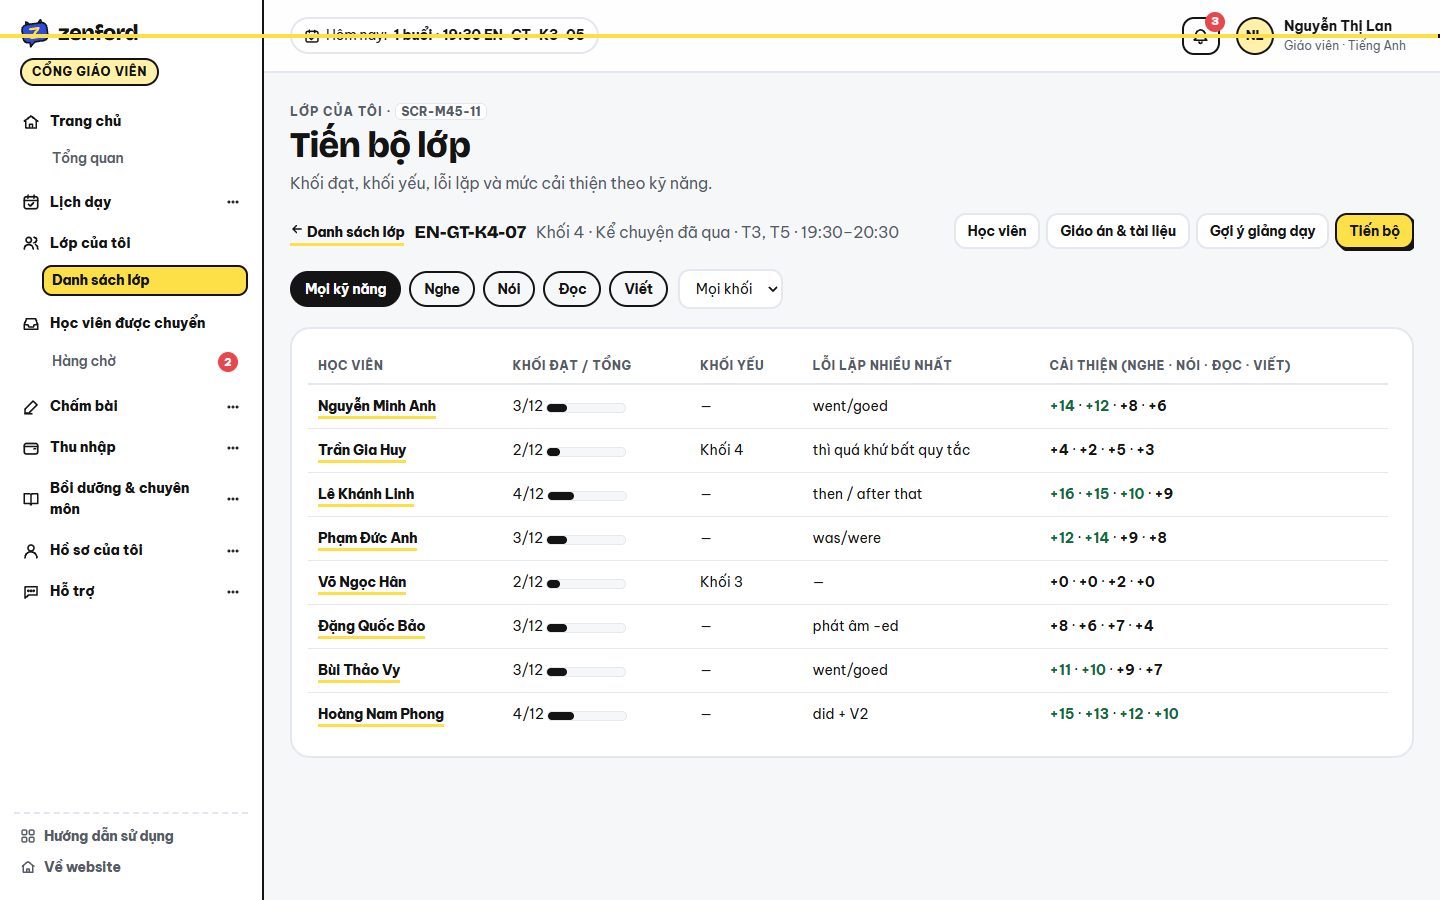 zenford
CỔNG GIÁO VIÊN
Trang chủ
Tổng quan
Lịch dạy
Lớp của tôi
Danh sách lớp
Học viên được chuyển
Hàng chờ 2
Chấm bài
Thu nhập
Bồi dưỡng & chuyên
môn
Hồ sơ của tôi
Hỗ trợ
Hướng dẫn sử dụng
Về website
Hôm nay: 1 buổi · 19:30 EN-GT-K3-05
3
NL
Nguyễn Thị Lan
Giáo viên · Tiếng Anh
LỚP CỦA TÔI · SCR-M45-11
Tiến bộ lớp
Khối đạt, khối yếu, lỗi lặp và mức cải thiện theo kỹ năng.
← Danh sách lớp EN-GT-K4-07 Khối 4 · Kể chuyện đã qua · T3, T5 · 19:30–20:30
Học viên Giáo án & tài liệu Gợi ý giảng dạy Tiến bộ
Mọi kỹ năng Nghe Nói Đọc Viết Mọi khối
HỌC VIÊN KHỐI ĐẠT / TỔNG KHỐI YẾU LỖI LẶP NHIỀU NHẤT CẢI THIỆN (NGHE · NÓI · ĐỌC · VIẾT)
Nguyễn Minh Anh 3/12 — went/goed +14 · +12 · +8 · +6
Trần Gia Huy 2/12 Khối 4 thì quá khứ bất quy tắc +4 · +2 · +5 · +3
Lê Khánh Linh 4/12 — then / after that +16 · +15 · +10 · +9
Phạm Đức Anh 3/12 — was/were +12 · +14 · +9 · +8
Võ Ngọc Hân 2/12 Khối 3 — +0 · +0 · +2 · +0
Đặng Quốc Bảo 3/12 — phát âm -ed +8 · +6 · +7 · +4
Bùi Thảo Vy 3/12 — went/goed +11 · +10 · +9 · +7
Hoàng Nam Phong 4/12 — did + V2 +15 · +13 · +12 · +10